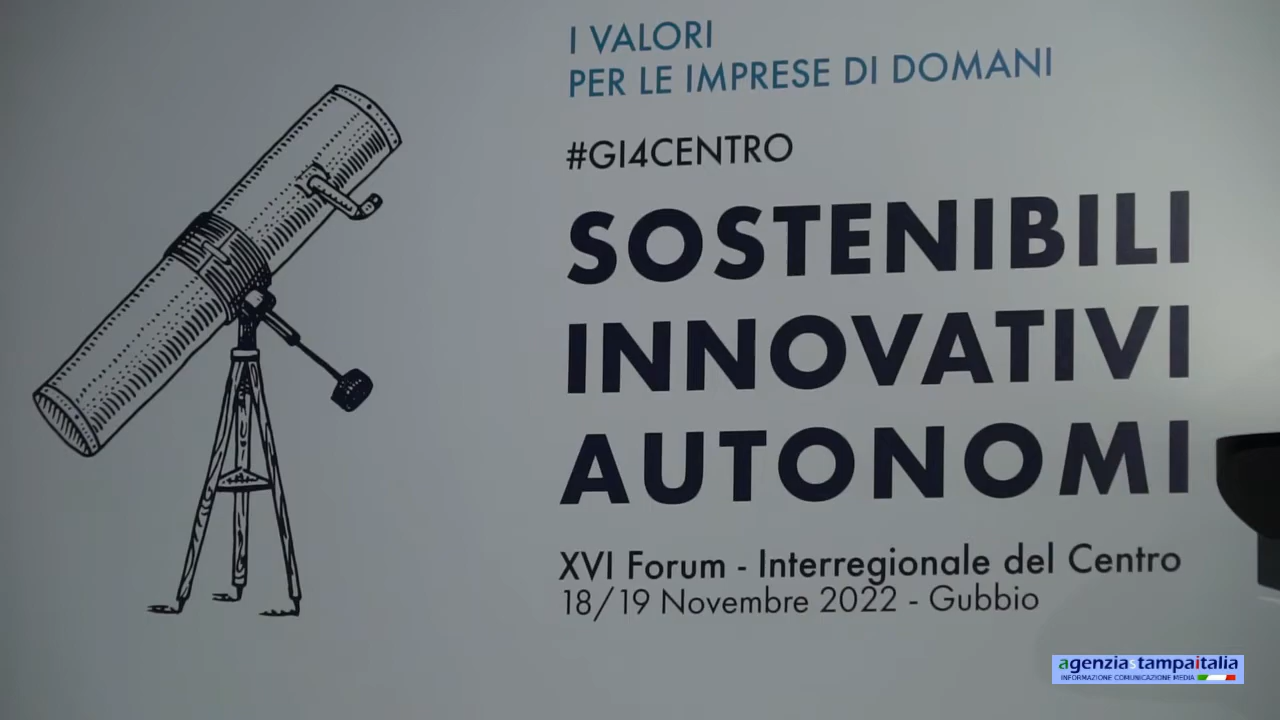 I VALORI
PER LE IMPRESE DI DOMANI
#GI4CENTRO
SOSTENIBILI
INNOVATIVI
AUTONOMI
XVI Forum - Interregionale del Centro
18/19 Novembre 2022 - Gubbio
agenziastampaitalia
INFORMAZIONE COMUNICAZIONE MEDIA